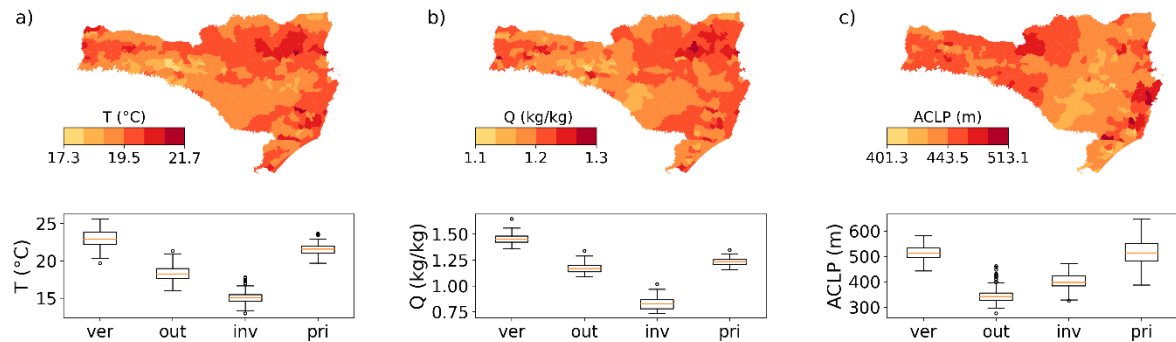 a)
T (°C)
17.3 19.5 21.7
b)
Q (kg/kg)
1.1 1.2 1.3
c)
ACLP (m)
401.3 443.5 513.1
T (°C)
25
20
15
ver out inv pri
Q (kg/kg)
1.50
1.25
1.00
0.75
ver out inv pri
ACLP (m)
600
500
400
300
ver out inv pri